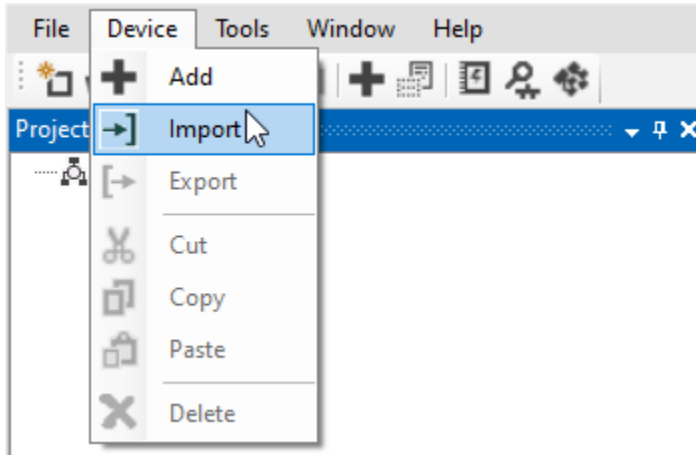 File Device Tools Window Help
Add
Project
Import
Export
Cut
Copy
Paste
Delete